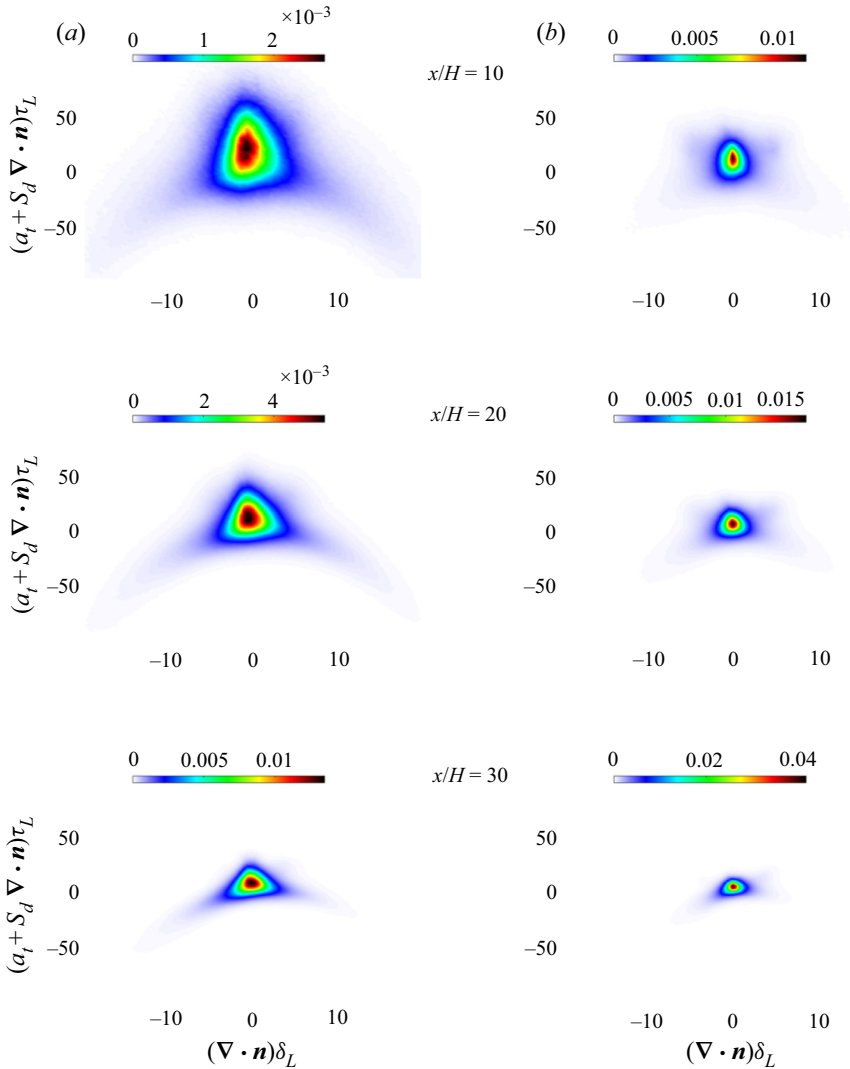 (a) ×10⁻³ (b)
0 1 2 0 0.005 0.01
x/H = 10
(aₜ + S_d ∇ · n)τ_L
50 50
0 0
–50 –50
–10 0 10 –10 0 10
×10⁻³
0 2 4 0 0.005 0.01 0.015
x/H = 20
(aₜ + S_d ∇ · n)τ_L
50 50
0 0
–50 –50
–10 0 10 –10 0 10
0 0.005 0.01 0 0.02 0.04
x/H = 30
(aₜ + S_d ∇ · n)τ_L
50 50
0 0
–50 –50
–10 0 10 –10 0 10
(∇ · n)δ_L (∇ · n)δ_L